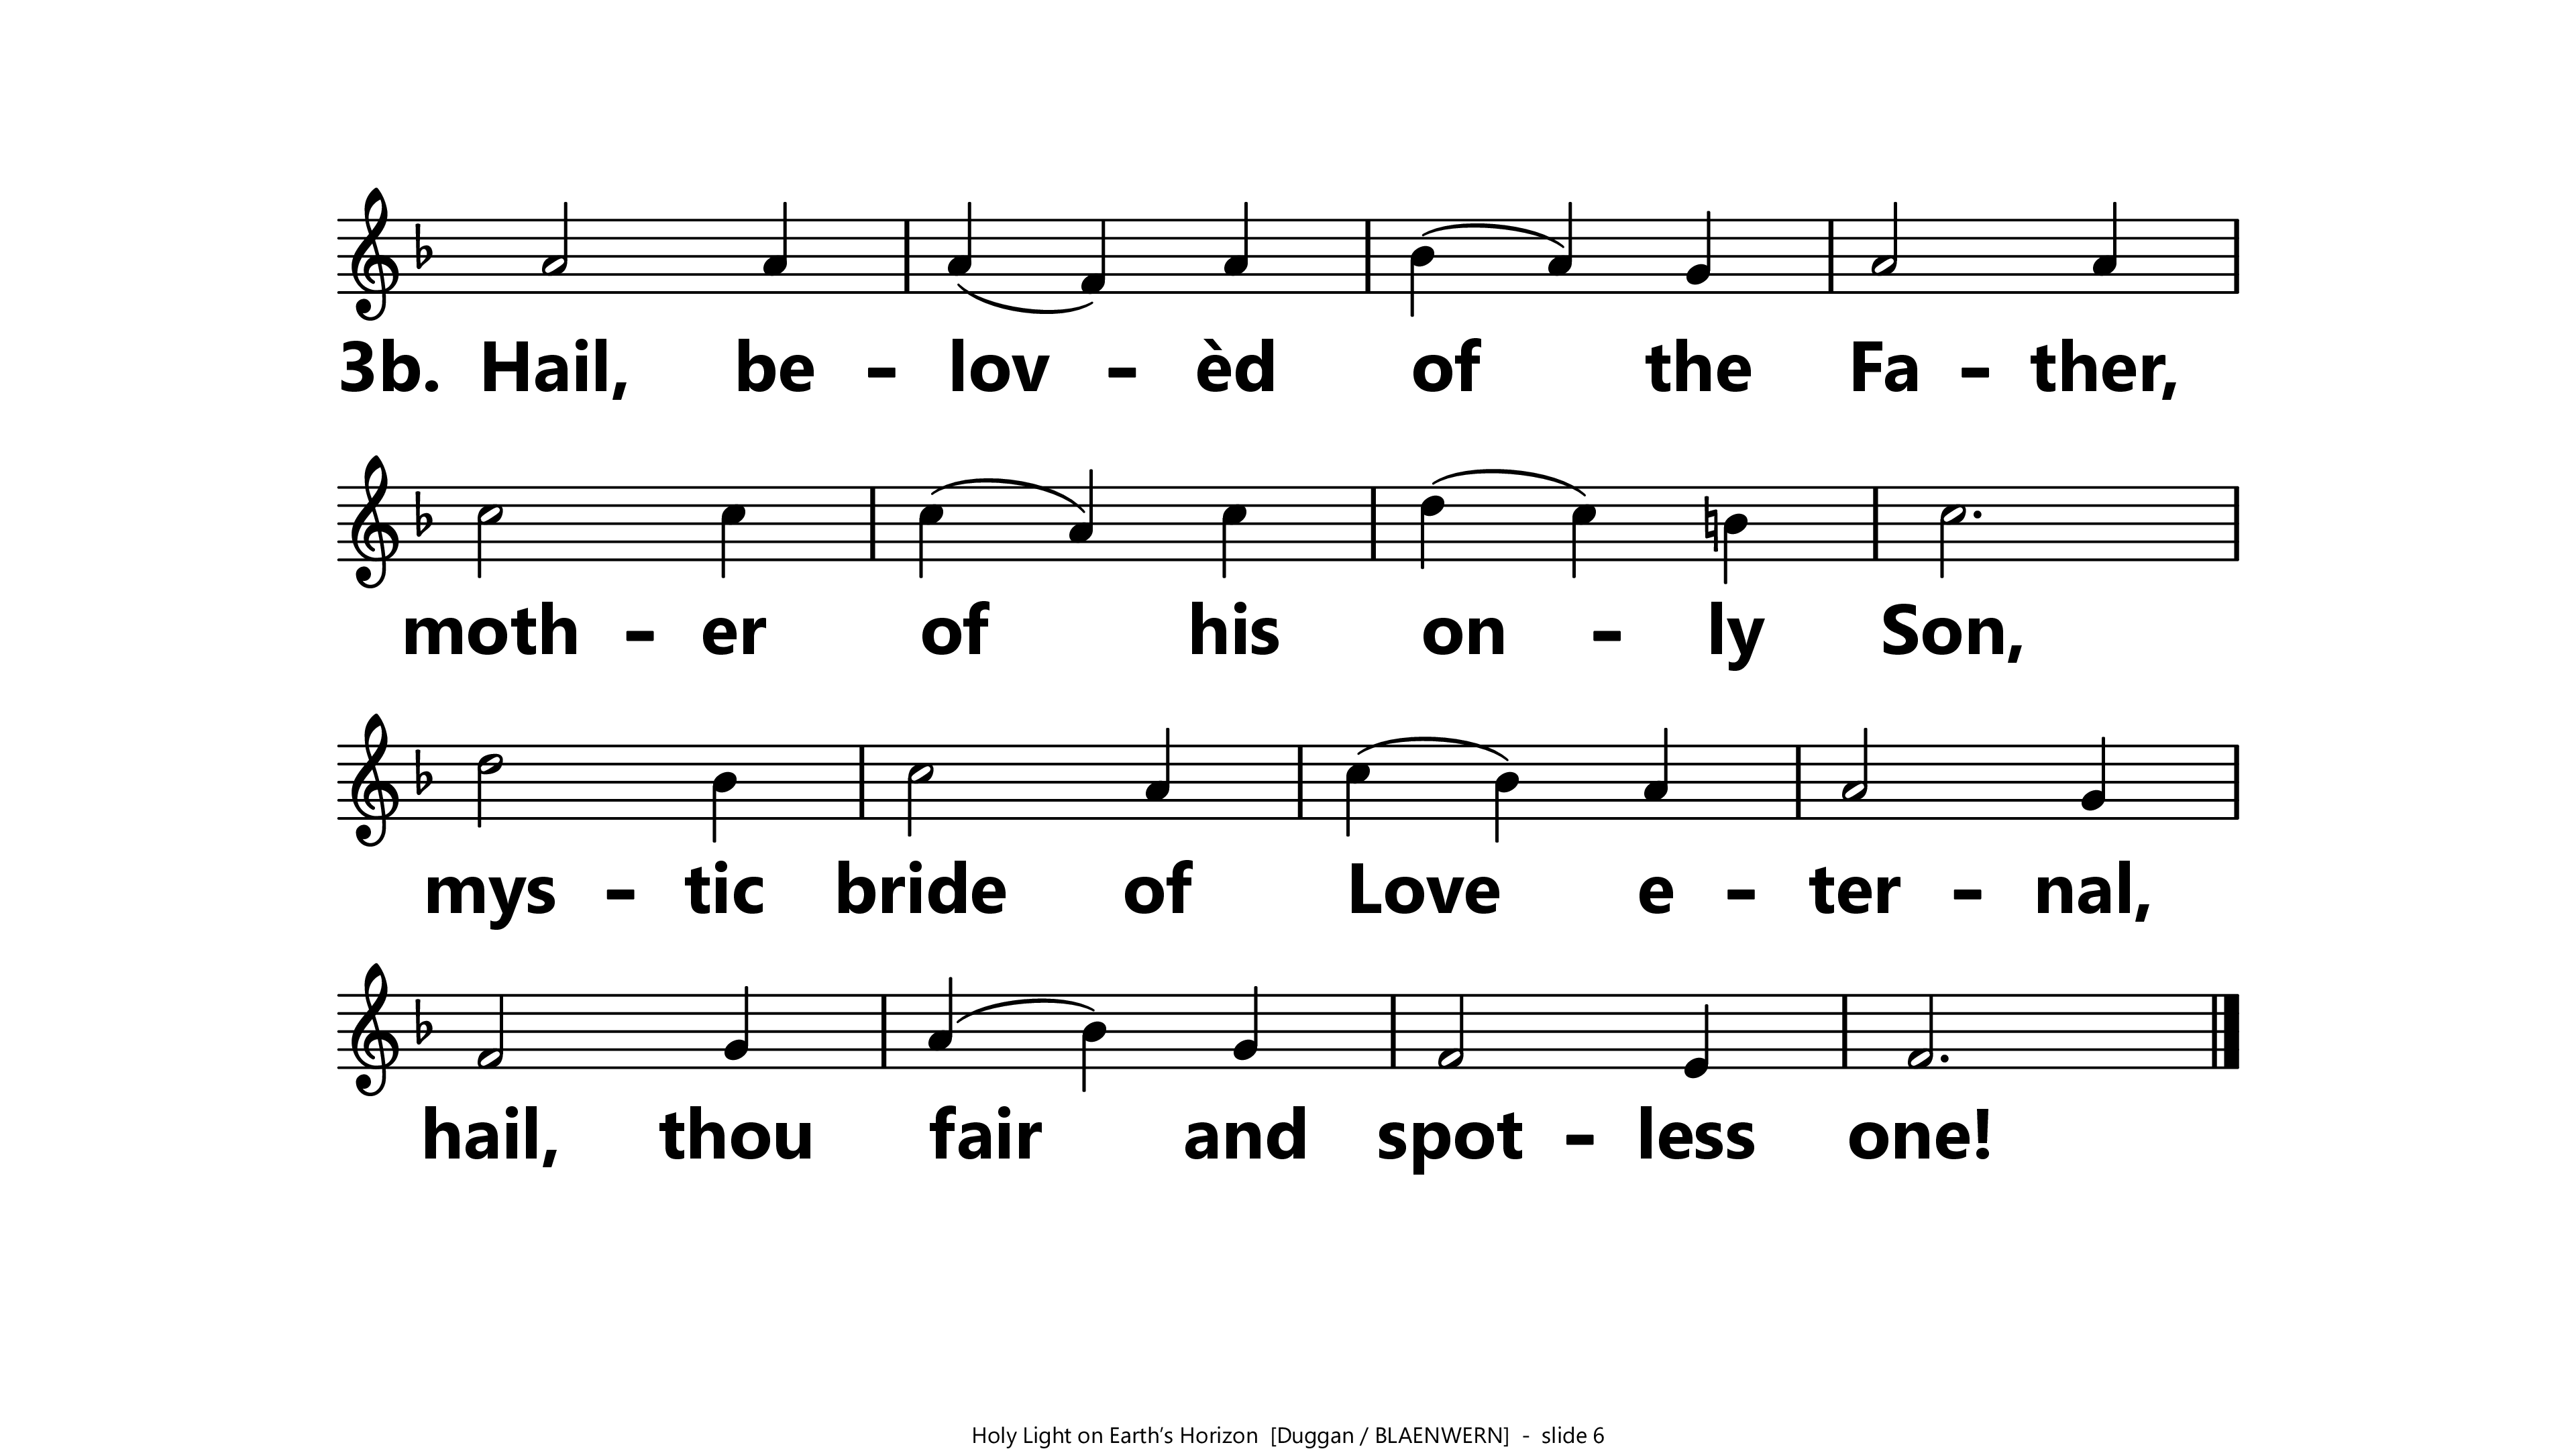 3b. Hail, be - lov - èd of the Fa - ther,
moth - er of his on - ly Son,
mys - tic bride of Love e - ter - nal,
hail, thou fair and spot - less one!
Holy Light on Earth’s Horizon [Duggan / BLAENWERN] - slide 6